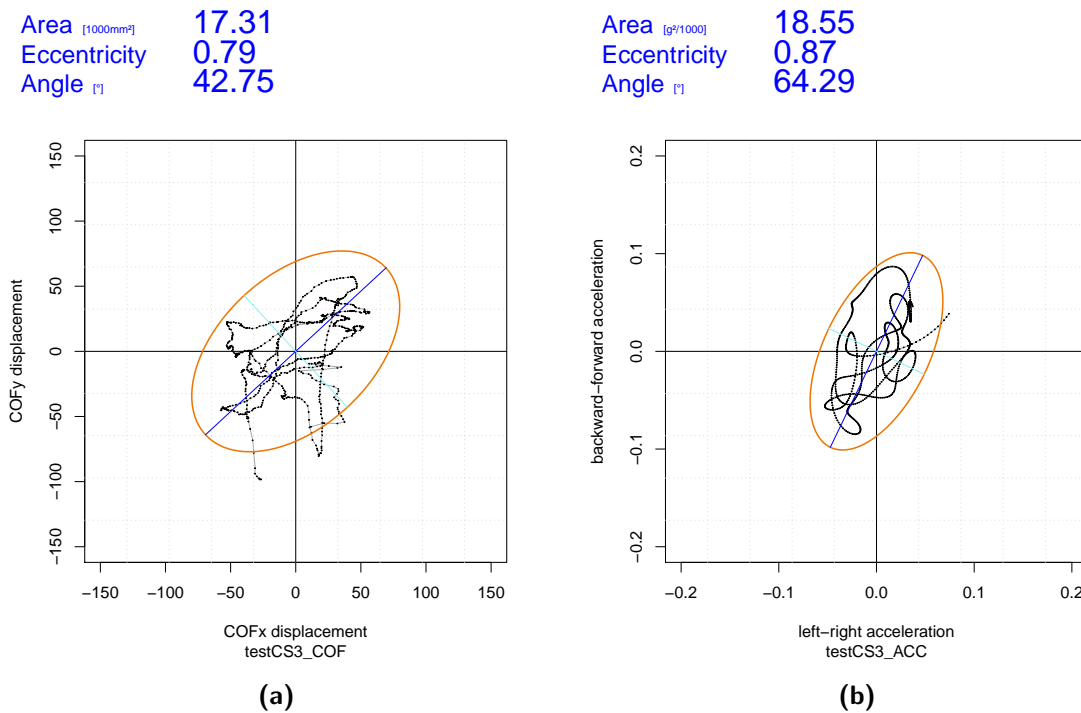 Area [1000mm²] 17.31
Eccentricity 0.79
Angle [°] 42.75
150
100
50
0
−50
−100
−150
COFy displacement
−150 −100 −50 0 50 100 150
COFx displacement
testCS3_COF
(a)
Area [g²/1000] 18.55
Eccentricity 0.87
Angle [°] 64.29
0.2
0.1
0.0
−0.1
−0.2
backward−forward acceleration
−0.2 −0.1 0.0 0.1 0.2
left−right acceleration
testCS3_ACC
(b)